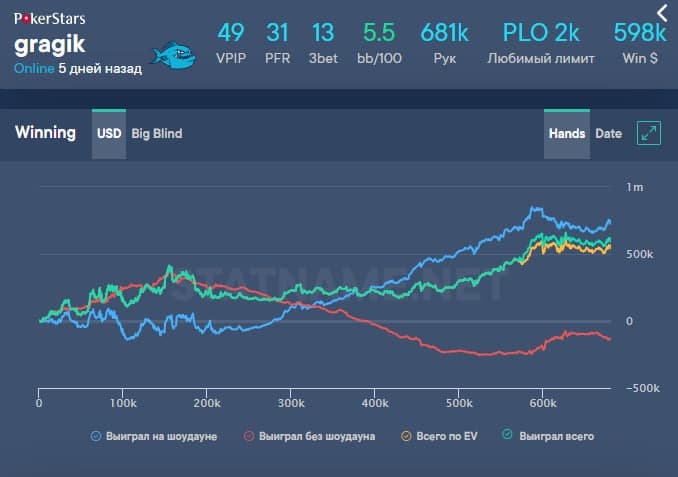 PokerStars
gragik
Online 5 дней назад
49 31 13 5.5 681k PLO 2k 598k
VPIP PFR 3bet bb/100 Рук Любимый лимит Win $
Winning USD Big Blind Hands Date
1m
500k
0
−500k
STATNAME.NET
0 100k 200k 300k 400k 500k 600k
Выиграл на шоудауне Выиграл без шоудауна Всего по EV Выиграл всего